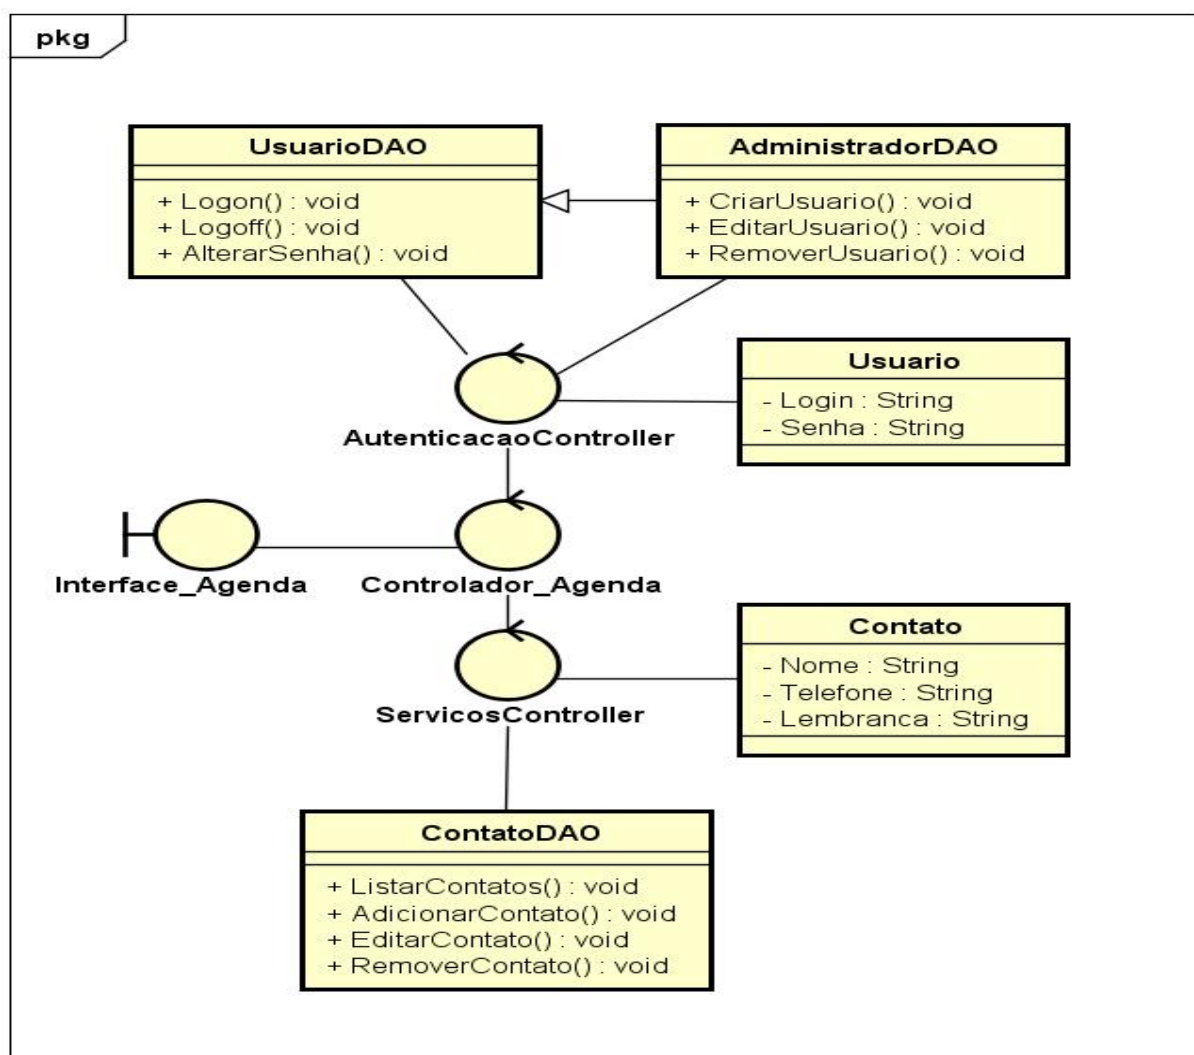 pkg
UsuarioDAO
+ Logon() : void
+ Logoff() : void
+ AlterarSenha() : void
AdministradorDAO
+ CriarUsuario() : void
+ EditarUsuario() : void
+ RemoverUsuario() : void
Usuario
- Login : String
- Senha : String
AutenticacaoController
Interface_Agenda
Controlador_Agenda
Contato
- Nome : String
- Telefone : String
- Lembranca : String
ServicosController
ContatoDAO
+ ListarContatos() : void
+ AdicionarContato() : void
+ EditarContato() : void
+ RemoverContato() : void